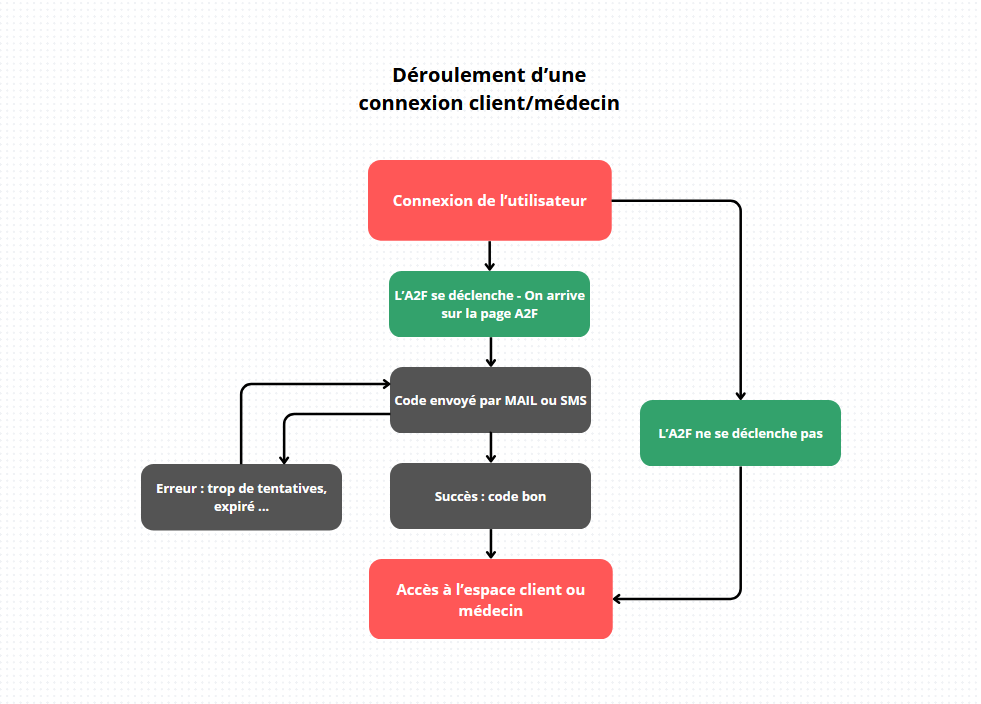 Déroulement d’une
connexion client/médecin
Connexion de l’utilisateur
L’A2F se déclenche - On arrive
sur la page A2F
Code envoyé par MAIL ou SMS
L’A2F ne se déclenche pas
Erreur : trop de tentatives,
expiré ...
Succès : code bon
Accès à l’espace client ou
médecin